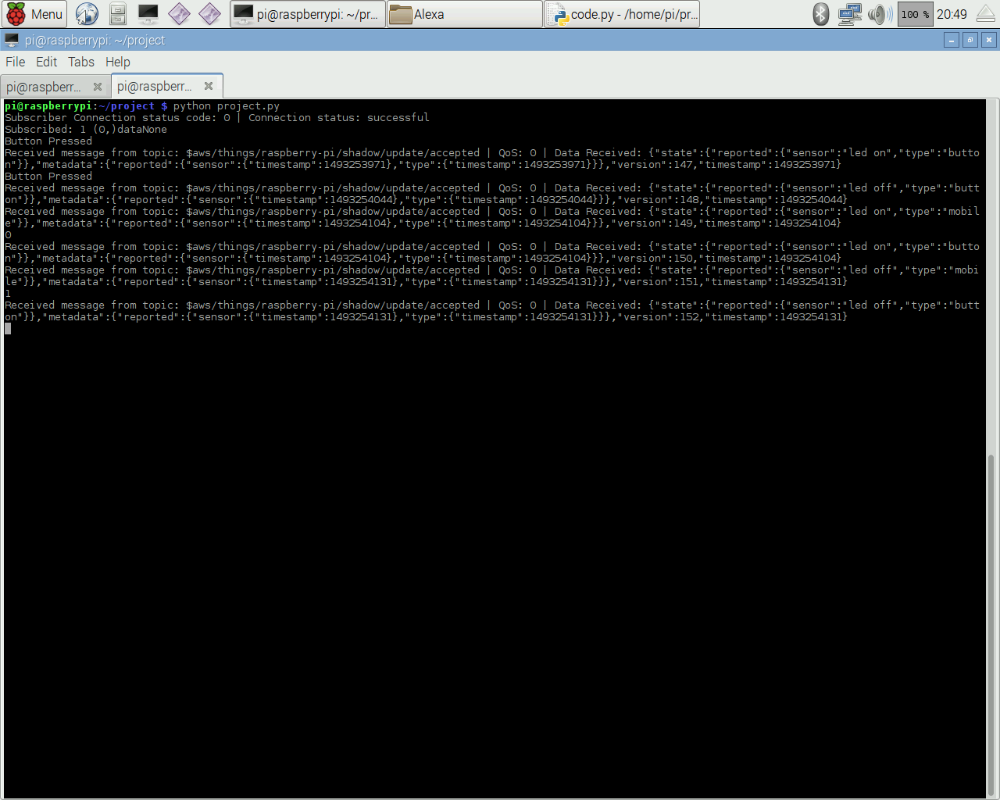 Menu
pi@raspberrypi: ~/pr...
Alexa
code.py - /home/pi/pr...
100 %
20:49
pi@raspberrypi: ~/project
File Edit Tabs Help
pi@raspberr...
pi@raspberr...
pi@raspberrypi:~/project $ python project.py
Subscriber Connection status code: 0 | Connection status: successful
Subscribed: 1 (0,)dataNone
Button Pressed
Received message from topic: $aws/things/raspberry-pi/shadow/update/accepted | QoS: 0 | Data Received: {"state":{"reported":{"sensor":"led on","type":"butto
n"}},"metadata":{"reported":{"sensor":{"timestamp":1493253971},"type":{"timestamp":1493253971}}},"version":147,"timestamp":1493253971}
Button Pressed
Received message from topic: $aws/things/raspberry-pi/shadow/update/accepted | QoS: 0 | Data Received: {"state":{"reported":{"sensor":"led off","type":"butt
on"}},"metadata":{"reported":{"sensor":{"timestamp":1493254044},"type":{"timestamp":1493254044}}},"version":148,"timestamp":1493254044}
Received message from topic: $aws/things/raspberry-pi/shadow/update/accepted | QoS: 0 | Data Received: {"state":{"reported":{"sensor":"led on","type":"mobil
e"}},"metadata":{"reported":{"sensor":{"timestamp":1493254104},"type":{"timestamp":1493254104}}},"version":149,"timestamp":1493254104}
0
Received message from topic: $aws/things/raspberry-pi/shadow/update/accepted | QoS: 0 | Data Received: {"state":{"reported":{"sensor":"led on","type":"butto
n"}},"metadata":{"reported":{"sensor":{"timestamp":1493254104},"type":{"timestamp":1493254104}}},"version":150,"timestamp":1493254104}
Received message from topic: $aws/things/raspberry-pi/shadow/update/accepted | QoS: 0 | Data Received: {"state":{"reported":{"sensor":"led off","type":"mobi
le"}},"metadata":{"reported":{"sensor":{"timestamp":1493254131},"type":{"timestamp":1493254131}}},"version":151,"timestamp":1493254131}
1
Received message from topic: $aws/things/raspberry-pi/shadow/update/accepted | QoS: 0 | Data Received: {"state":{"reported":{"sensor":"led off","type":"butt
on"}},"metadata":{"reported":{"sensor":{"timestamp":1493254131},"type":{"timestamp":1493254131}}},"version":152,"timestamp":1493254131}